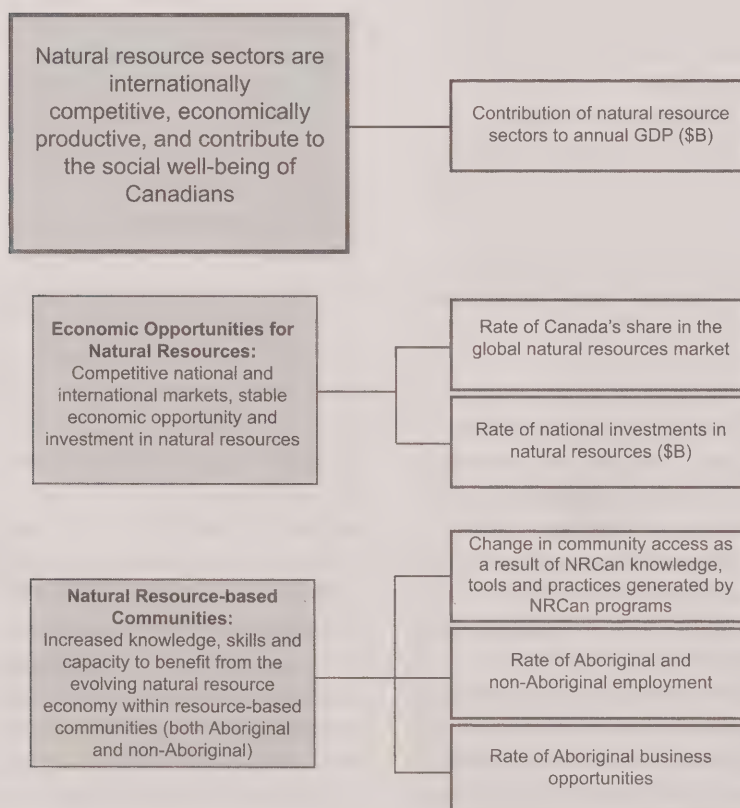 Natural resource sectors are
internationally
competitive, economically
productive, and contribute to
the social well-being of
Canadians
Contribution of natural resource
sectors to annual GDP ($B)
Economic Opportunities for
Natural Resources:
Competitive national and
international markets, stable
economic opportunity and
investment in natural resources
Rate of Canada's share in the
global natural resources market
Rate of national investments in
natural resources ($B)
Natural Resource-based
Communities:
Increased knowledge, skills and
capacity to benefit from the
evolving natural resource
economy within resource-based
communities (both Aboriginal
and non-Aboriginal)
Change in community access as
a result of NRCan knowledge,
tools and practices generated by
NRCan programs
Rate of Aboriginal and
non-Aboriginal employment
Rate of Aboriginal business
opportunities